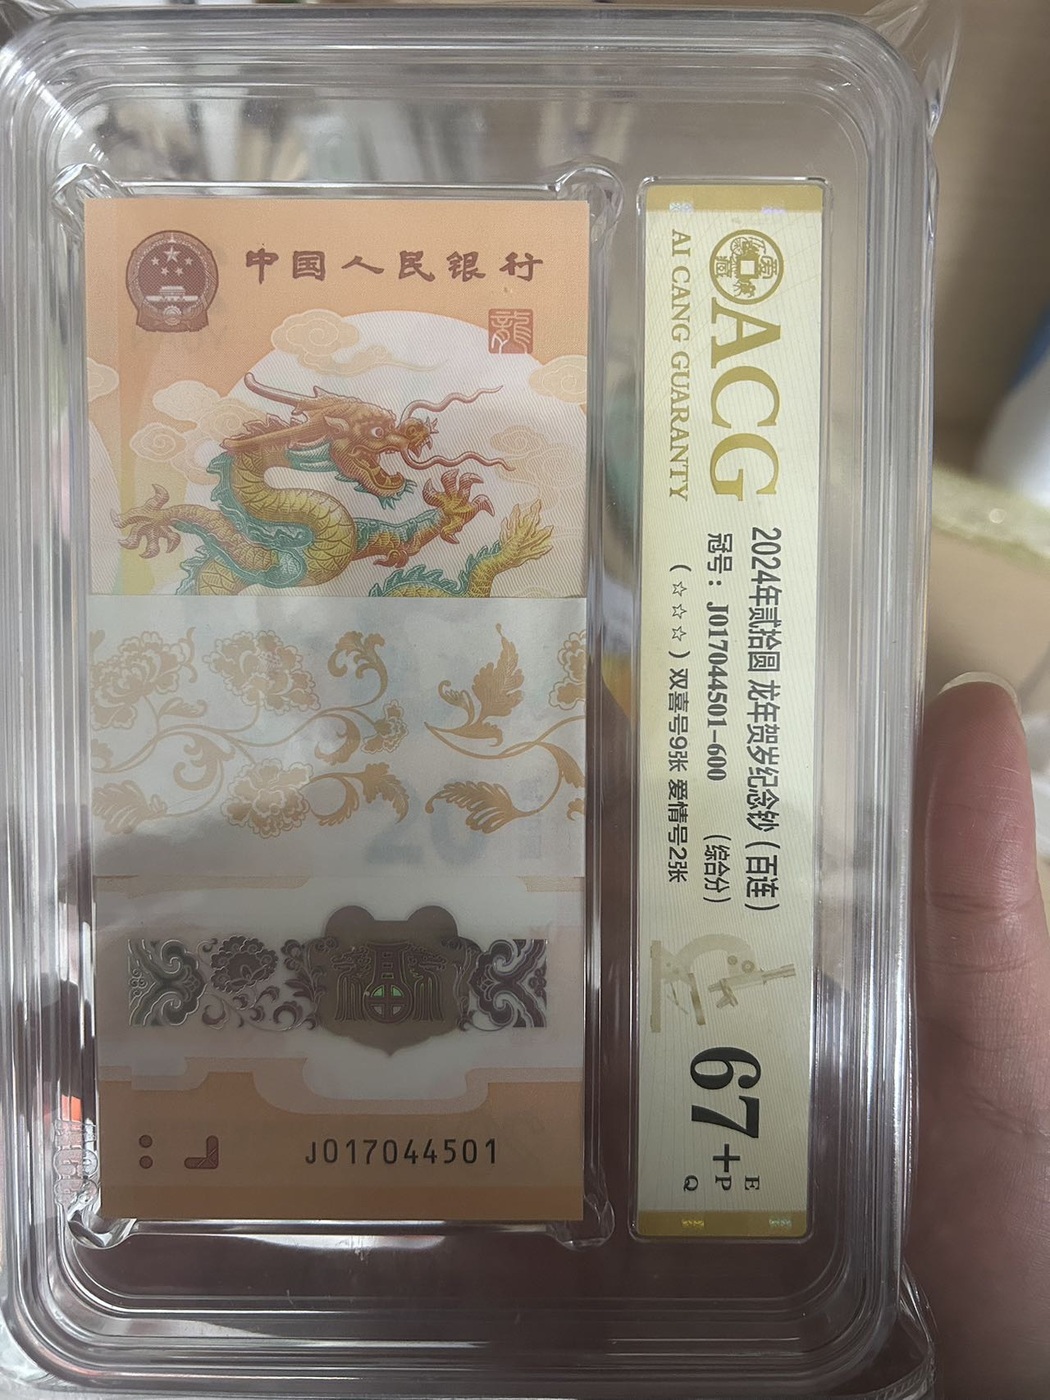 中国人民银行
龍
J017044501
ACG
AI CANG GUARANTY
2024年贰拾圆 龙年贺岁纪念钞（百连）
冠号：J017044501-600 （综合分）
（☆☆☆）双喜号9张 爱情号2张
67+
E
P
Q